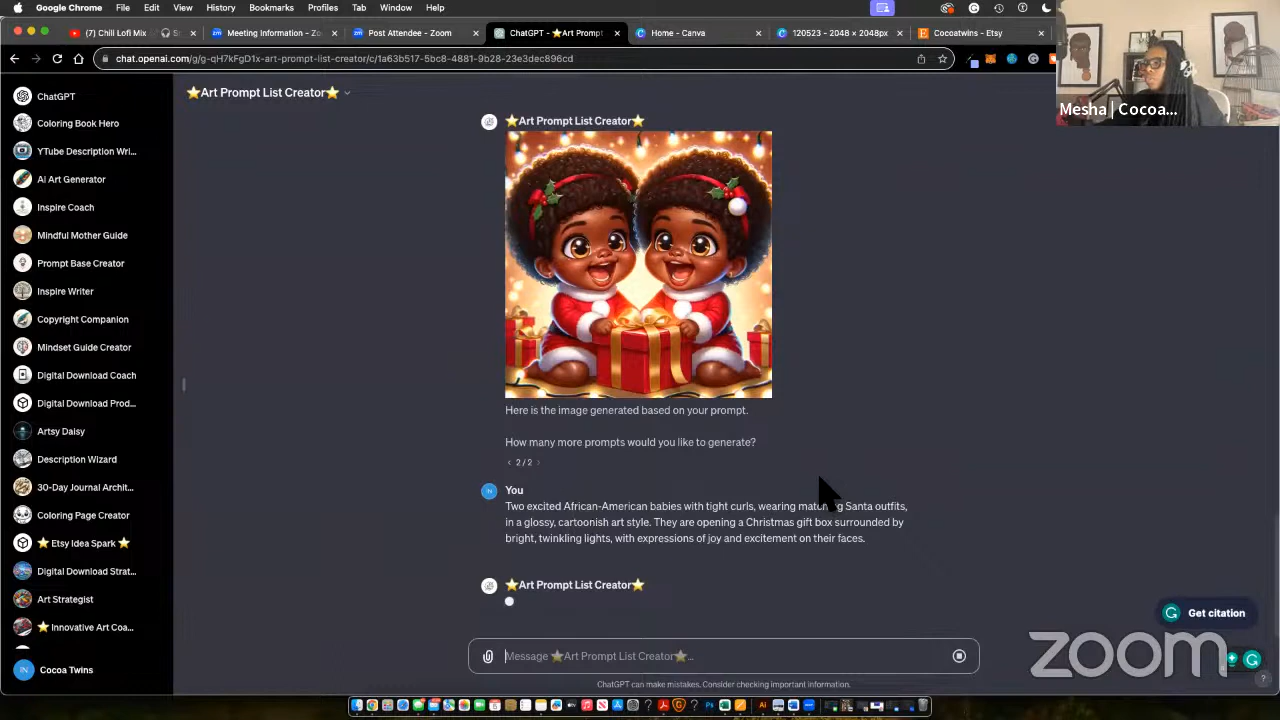 Chrome File Edit View History Bookmarks Profiles Tab Window Help
(7) Chill Lofi Mix
Meeting Information - Zo
Post Attendee - Zoom
ChatGPT - ⭐Art Prompt
Home - Canva
120523 - 2048 × 2048px
Cocoatwins - Etsy
chat.openai.com/g/g-qH7kFgD1x-art-prompt-list-creator/c/1a63b517-5bc8-4881-9b28-23e3dec896cd
Mesha | Cocoa...
ChatGPT
Coloring Book Hero
YTube Description Wri...
AI Art Generator
Inspire Coach
Mindful Mother Guide
Prompt Base Creator
Inspire Writer
Copyright Companion
Mindset Guide Creator
Digital Download Coach
Digital Download Prod...
Artsy Daisy
Description Wizard
30-Day Journal Archit...
Coloring Page Creator
⭐ Etsy Idea Spark ⭐
Digital Download Strat...
Art Strategist
⭐ Innovative Art Coa...
Cocoa Twins
⭐Art Prompt List Creator⭐
⭐Art Prompt List Creator⭐
Here is the image generated based on your prompt.
How many more prompts would you like to generate?
2/2
You
Two excited African-American babies with tight curls, wearing matching Santa outfits,
in a glossy, cartoonish art style. They are opening a Christmas gift box surrounded by
bright, twinkling lights, with expressions of joy and excitement on their faces.
⭐Art Prompt List Creator⭐
Get citation
Message ⭐Art Prompt List Creator⭐...
ChatGPT can make mistakes. Consider checking important information.
zoom